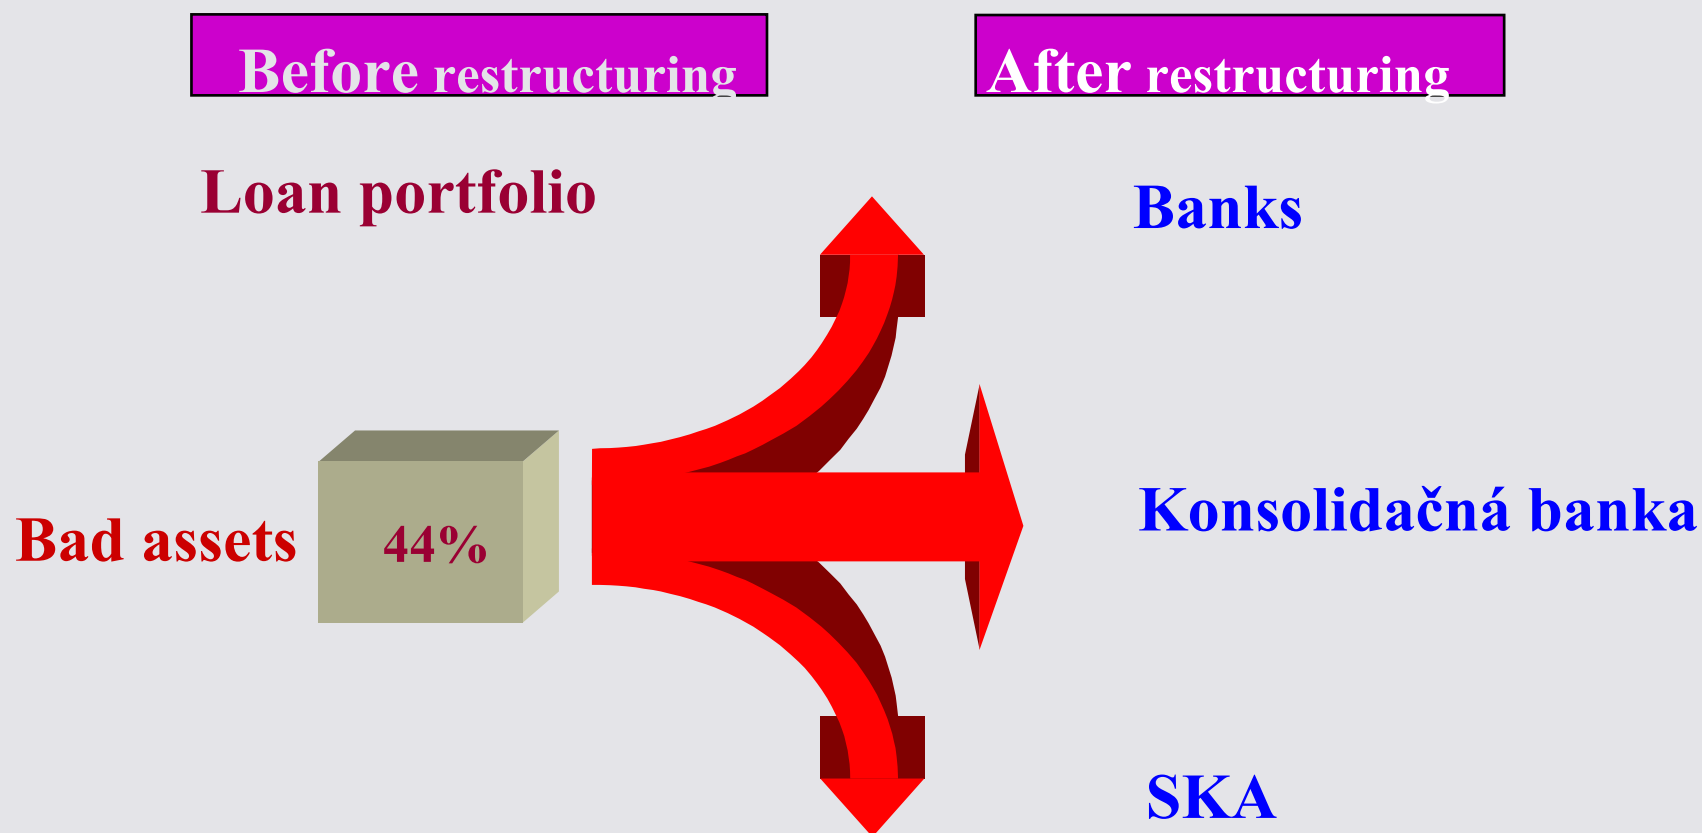 Before restructuring
After restructuring
Loan portfolio
Banks
Bad assets
44%
Konsolidačná banka
SKA